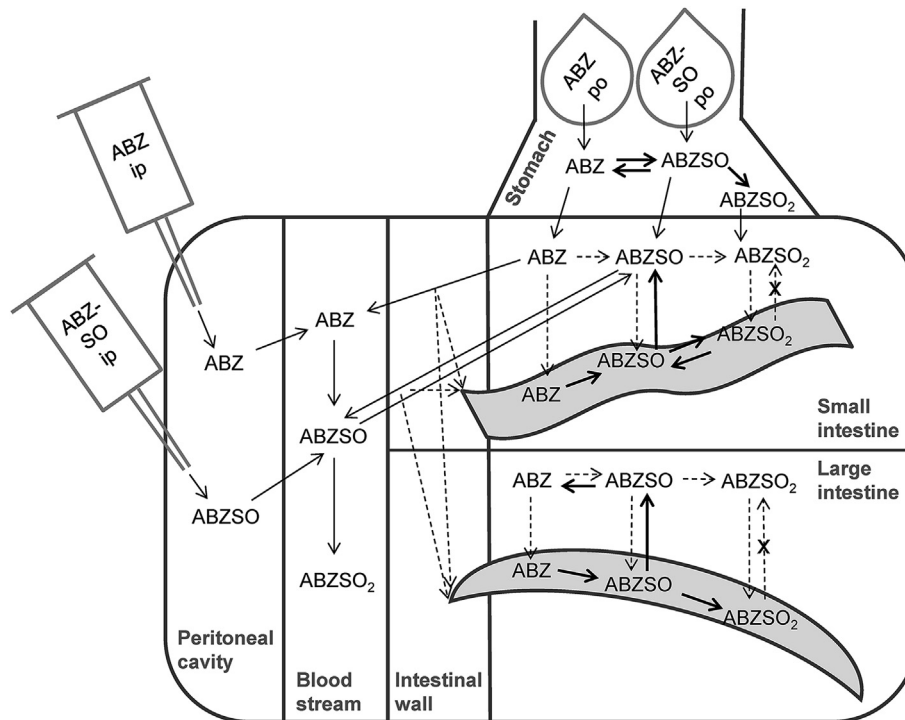 ABZ
po
ABZ-
SO
po
Stomach
ABZ
ABZSO
ABZSO₂
ABZ
ip
ABZ-
SO
ip
ABZ
ABZSO
ABZSO₂
ABZ
ABZ
X
ABZSO₂
ABZSO
ABZ
ABZSO
Small
intestine
Large
intestine
ABZ
ABZSO
ABZSO₂
ABZSO
X
ABZ
ABZSO
ABZSO₂
ABZSO₂
Peritoneal
cavity
Blood
stream
Intestinal
wall